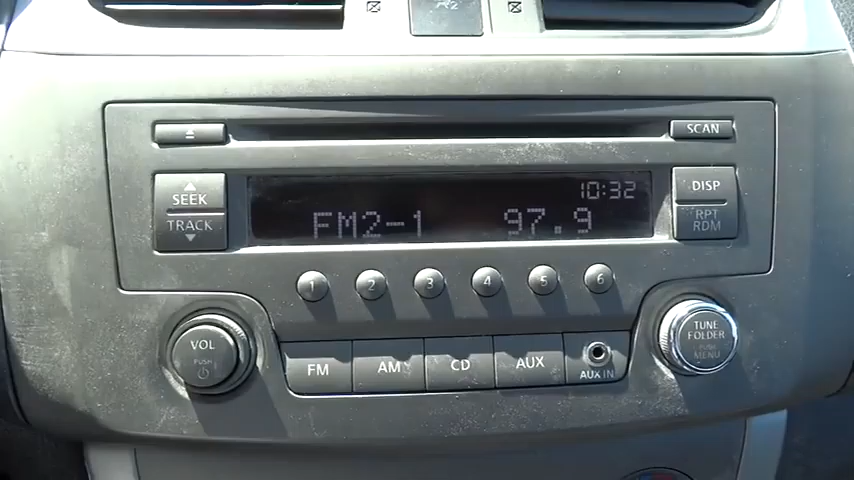 SCAN
SEEK
TRACK
10:32
FM2-1 97.9
DISP
RPT
RDM
1 2 3 4 5 6
VOL
PUSH
TUNE
FOLDER
PUSH
MENU
FM AM CD AUX
AUX IN